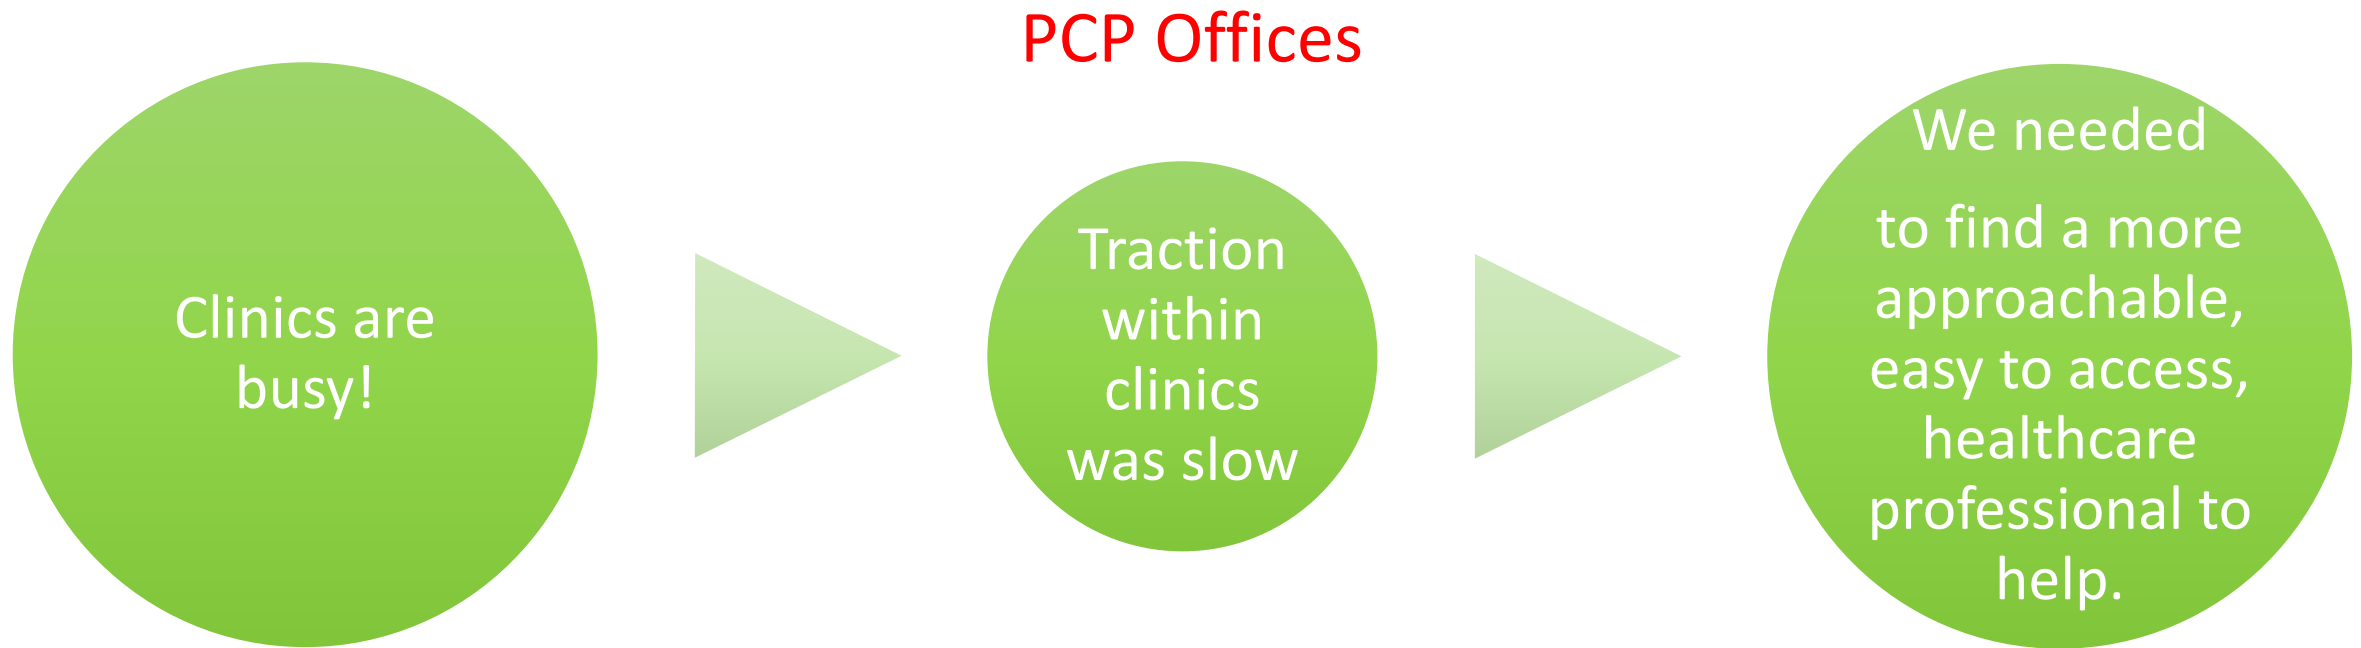 PCP Offices
Clinics are
busy!
Traction
within
clinics
was slow
We needed
to find a more
approachable,
easy to access,
healthcare
professional to
help.